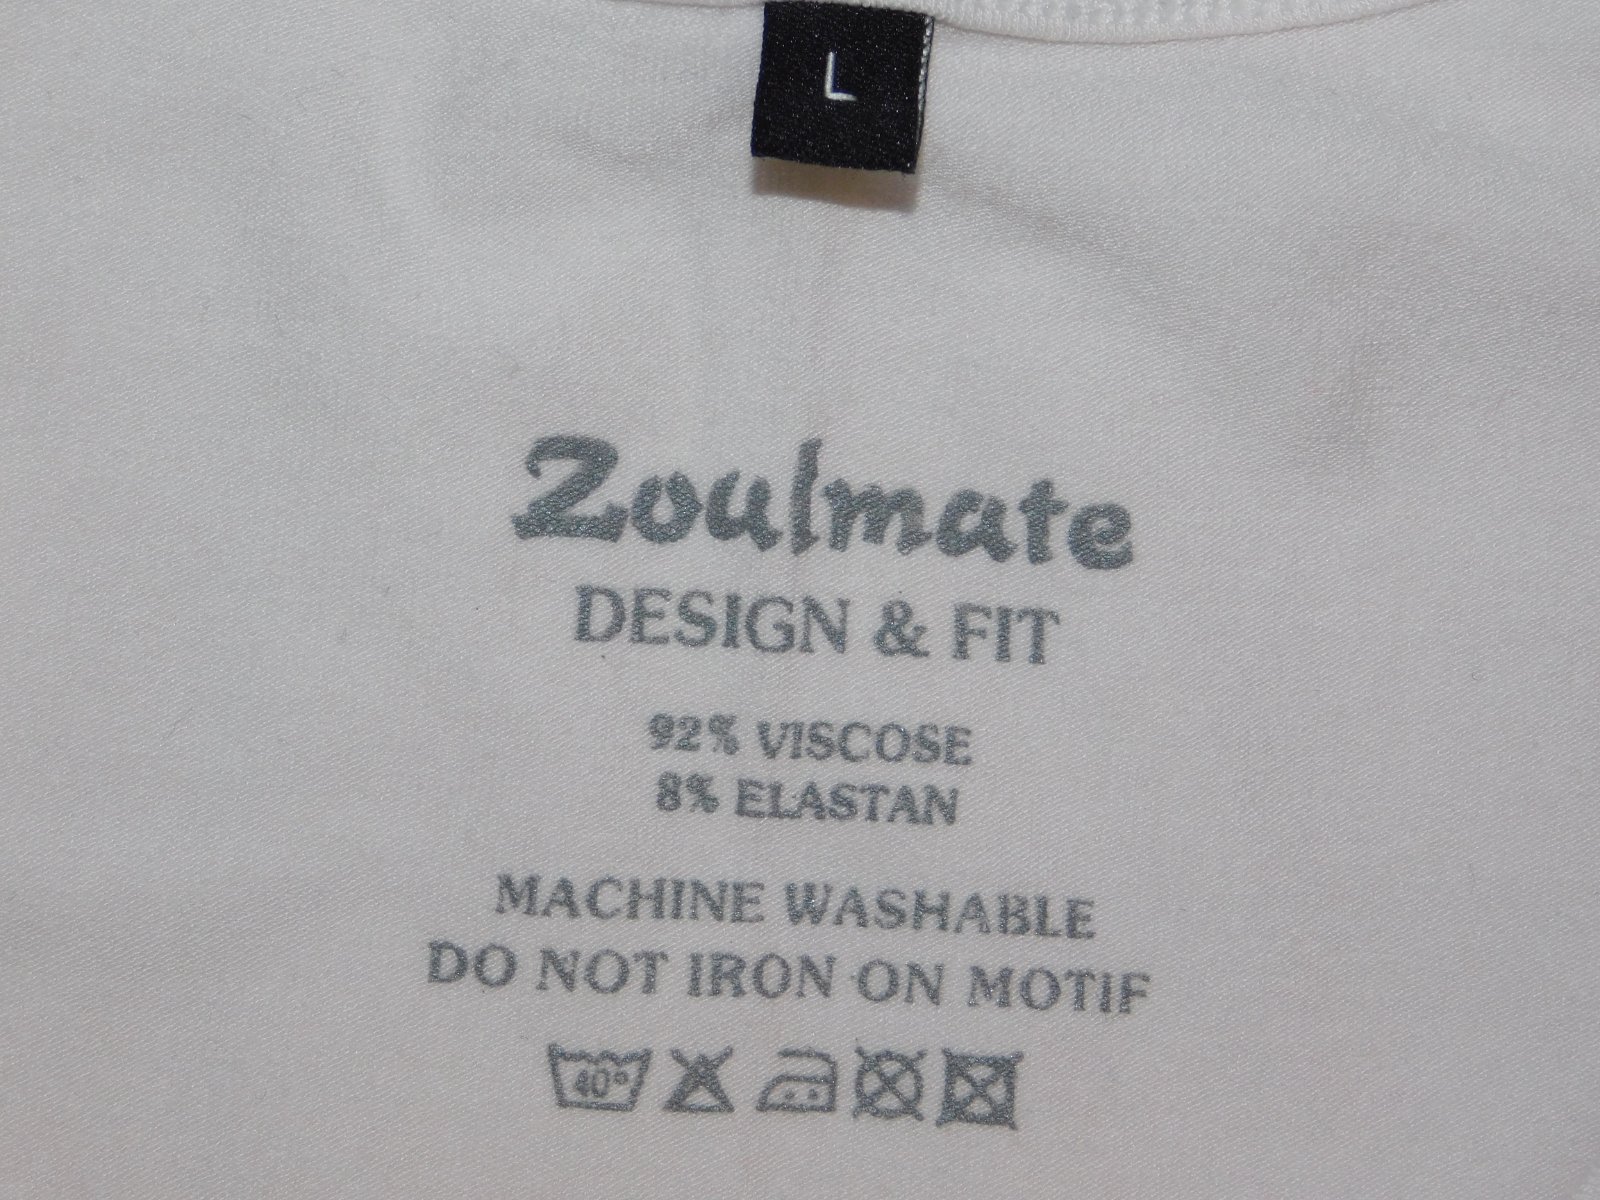 L
Zoulmate
DESIGN & FIT
92% VISCOSE
8% ELASTAN
MACHINE WASHABLE
DO NOT IRON ON MOTIF
40°